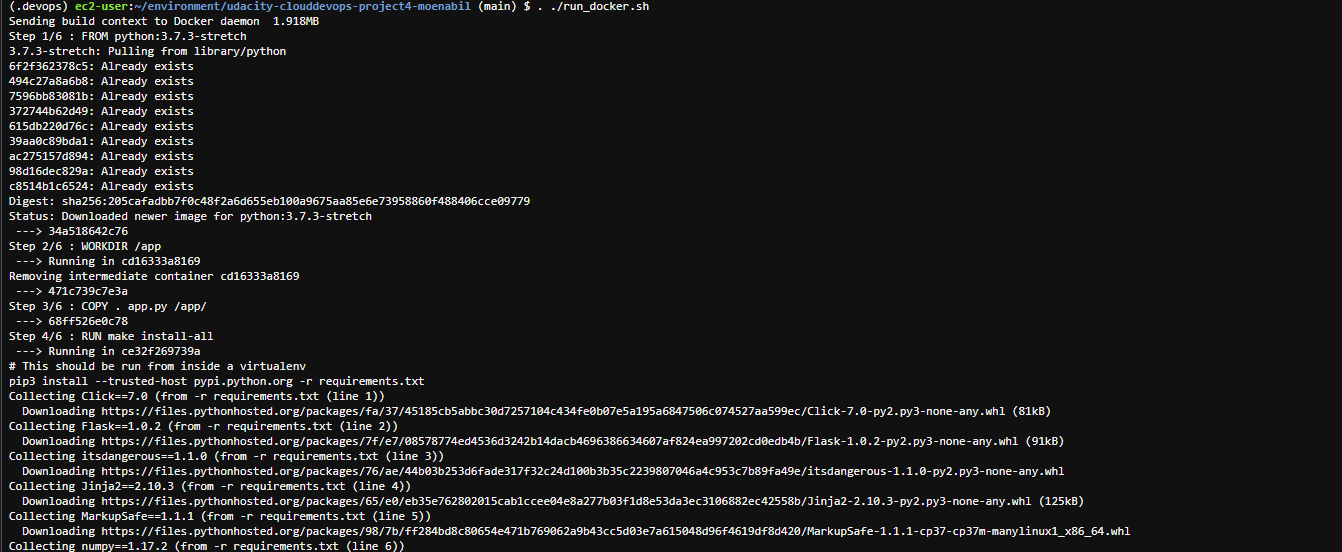 (.devops) ec2-user:~/environment/udacity-clouddevops-project4-moenabil (main) $ . ./run_docker.sh
Sending build context to Docker daemon  1.918MB
Step 1/6 : FROM python:3.7.3-stretch
3.7.3-stretch: Pulling from library/python
6f2f362378c5: Already exists
494c27a8a6b8: Already exists
7596bb83081b: Already exists
372744b62d49: Already exists
615db220d76c: Already exists
39aa0c89bda1: Already exists
ac275157d894: Already exists
98d16dec829a: Already exists
c8514b1c6524: Already exists
Digest: sha256:205cafadbb7f0c48f2a6d655eb100a9675aa85e6e73958860f488406cce09779
Status: Downloaded newer image for python:3.7.3-stretch
 ---> 34a518642c76
Step 2/6 : WORKDIR /app
 ---> Running in cd16333a8169
Removing intermediate container cd16333a8169
 ---> 471c739c7e3a
Step 3/6 : COPY . app.py /app/
 ---> 68ff526e0c78
Step 4/6 : RUN make install-all
 ---> Running in ce32f269739a
# This should be run from inside a virtualenv
pip3 install --trusted-host pypi.python.org -r requirements.txt
Collecting Click==7.0 (from -r requirements.txt (line 1))
  Downloading https://files.pythonhosted.org/packages/fa/37/45185cb5abbc30d7257104c434fe0b07e5a195a6847506c074527aa599ec/Click-7.0-py2.py3-none-any.whl (81kB)
Collecting Flask==1.0.2 (from -r requirements.txt (line 2))
  Downloading https://files.pythonhosted.org/packages/7f/e7/08578774ed4536d3242b14dacb4696386634607af824ea997202cd0edb4b/Flask-1.0.2-py2.py3-none-any.whl (91kB)
Collecting itsdangerous==1.1.0 (from -r requirements.txt (line 3))
  Downloading https://files.pythonhosted.org/packages/76/ae/44b03b253d6fade317f32c24d100b3b35c2239807046a4c953c7b89fa49e/itsdangerous-1.1.0-py2.py3-none-any.whl
Collecting Jinja2==2.10.3 (from -r requirements.txt (line 4))
  Downloading https://files.pythonhosted.org/packages/65/e0/eb35e762802015cab1ccee04e8a277b03f1d8e53da3ec3106882ec42558b/Jinja2-2.10.3-py2.py3-none-any.whl (125kB)
Collecting MarkupSafe==1.1.1 (from -r requirements.txt (line 5))
  Downloading https://files.pythonhosted.org/packages/98/7b/ff284bd8c80654e471b769062a9b43cc5d03e7a615048d96f4619df8d420/MarkupSafe-1.1.1-cp37-cp37m-manylinux1_x86_64.whl
Collecting numpy==1.17.2 (from -r requirements.txt (line 6))